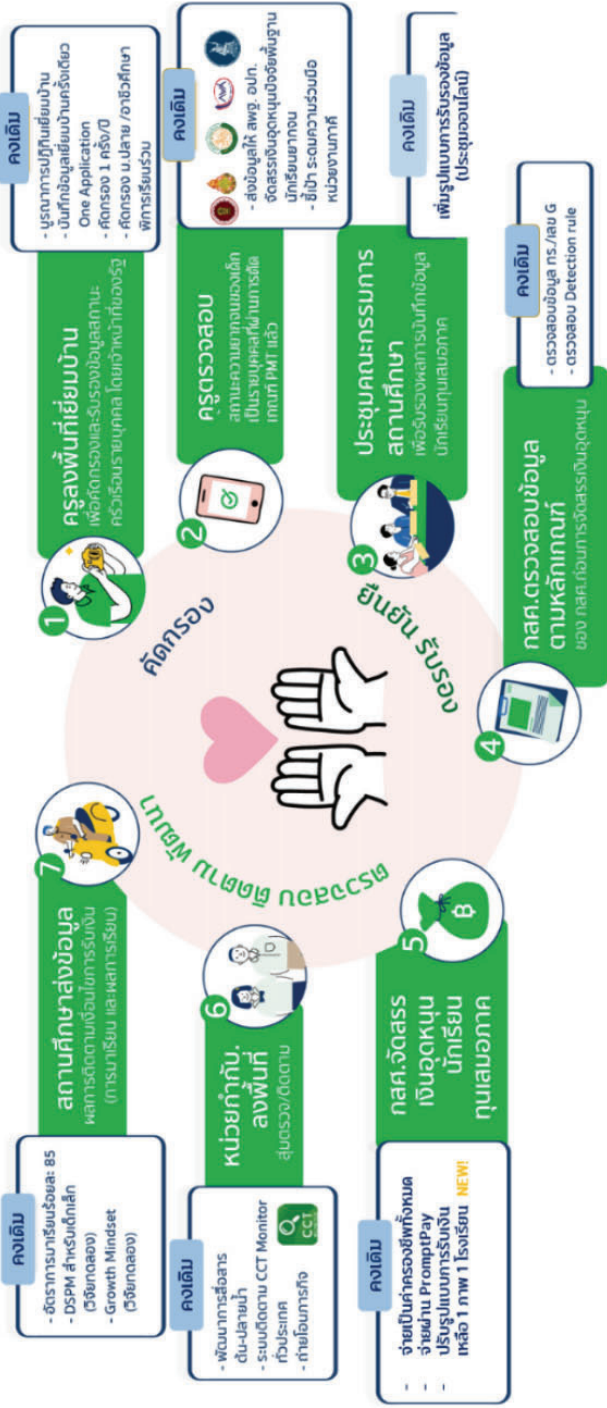 คงเดิม
- บูรณาการปฏิทินเยี่ยมบ้าน
- บันทึกข้อมูลเยี่ยมบ้านครั้งเดียว
One Application
- คัดกรอง 1 ครั้ง/ปี
- คัดกรอง ม.ปลาย /อาชีวศึกษา
พิการเรียนร่วม
1
ครูลงพื้นที่เยี่ยมบ้าน
เพื่อคัดกรองและรับรองข้อมูลสถานะ
ครัวเรือนรายบุคคล โดยเจ้าหน้าที่ของรัฐ
คงเดิม
- ส่งข้อมูลให้ สพฐ. อปท.
จัดสรรเงินอุดหนุนปัจจัยพื้นฐาน
นักเรียนยากจน
- ชี้เป้า ระดมความร่วมมือ
หน่วยงานภาคี
2
ครูตรวจสอบ
สถานะความยากจนของเด็ก
เป็นรายบุคคลที่ผ่านการตัด
เกณฑ์ PMT แล้ว
คงเดิม
เพิ่มรูปแบบการรับรองข้อมูล
(ประชุมออนไลน์)
3
ประชุมคณะกรรมการ
สถานศึกษา
เพื่อรับรองผลการบันทึกข้อมูล
นักเรียนทุนเสมอภาค
คงเดิม
- ตรวจสอบข้อมูล ทร./เลข G
- ตรวจสอบ Detection rule
4
กสศ.ตรวจสอบข้อมูล
ตามหลักเกณฑ์
ของ กสศ.ก่อนการจัดสรรเงินอุดหนุน
คัดกรอง
ยืนยัน รับรอง
ตรวจสอบ ติดตาม พัฒนา
5
กสศ.จัดสรร
เงินอุดหนุน
นักเรียน
ทุนเสมอภาค
คงเดิม
- จ่ายเป็นค่าครองชีพทั้งหมด
- จ่ายผ่าน PromptPay
- ปรับรูปแบบการรับเงิน
เหลือ 1 ภาพ 1 โรงเรียน NEW!
6
หน่วยกำกับ.
ลงพื้นที่
สุ่มตรวจ/ติดตาม
คงเดิม
- พัฒนาการสื่อสาร
ต้น-ปลายน้ำ
- ระบบติดตาม CCT Monitor
ทั่วประเทศ
- ถ่ายโอนภารกิจ
CCT
7
สถานศึกษาส่งข้อมูล
ผลการติดตามเงื่อนไขการรับเงิน
(การมาเรียน และผลการเรียน)
คงเดิม
- อัตราการมาเรียนร้อยละ 85
- DSPM สำหรับเด็กเล็ก
(วิจัยทดลอง)
- Growth Mindset
(วิจัยทดลอง)